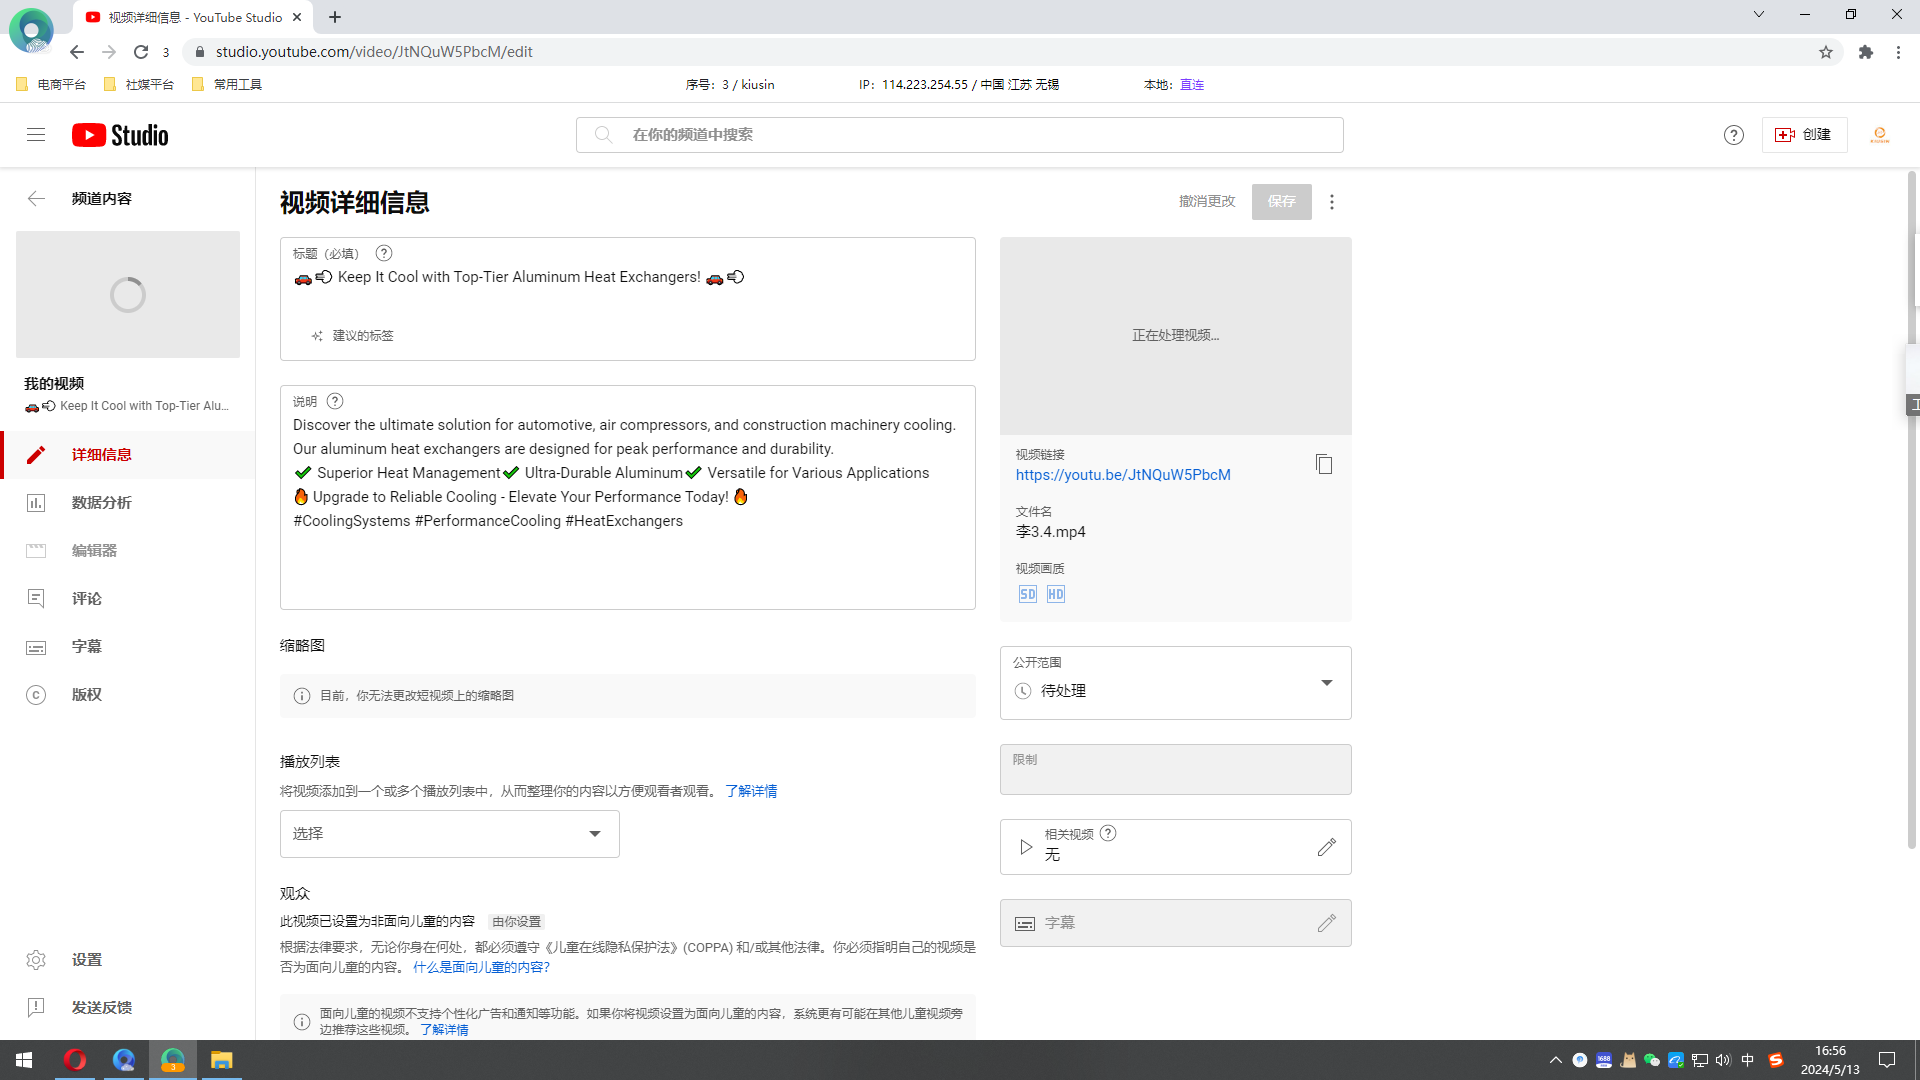 视频详细信息 - YouTube Studio
3
studio.youtube.com/video/JtNQuW5PbcM/edit
电商平台
社媒平台
常用工具
序号：3 / kiusin
IP：114.223.254.55 / 中国 江苏 无锡
本地：直连
Studio
在你的频道中搜索
创建
频道内容
我的视频
🚗💨 Keep It Cool with Top-Tier Alu...
详细信息
数据分析
编辑器
评论
字幕
版权
设置
发送反馈
视频详细信息
撤消更改
保存
标题（必填）
🚗💨 Keep It Cool with Top-Tier Aluminum Heat Exchangers! 🚗💨
建议的标签
说明
Discover the ultimate solution for automotive, air compressors, and construction machinery cooling.
Our aluminum heat exchangers are designed for peak performance and durability.
✔ Superior Heat Management✔ Ultra-Durable Aluminum✔ Versatile for Various Applications
🔥 Upgrade to Reliable Cooling - Elevate Your Performance Today! 🔥
#CoolingSystems #PerformanceCooling #HeatExchangers
缩略图
目前，你无法更改短视频上的缩略图
播放列表
将视频添加到一个或多个播放列表中，从而整理你的内容以方便观看者观看。 了解详情
选择
观众
此视频已设置为非面向儿童的内容 由你设置
根据法律要求，无论你身在何处，都必须遵守《儿童在线隐私保护法》(COPPA) 和/或其他法律。你必须指明自己的视频是
否为面向儿童的内容。 什么是面向儿童的内容？
面向儿童的视频不支持个性化广告和通知等功能。如果你将视频设置为面向儿童的内容，系统更有可能在其他儿童视频旁
边推荐这些视频。 了解详情
正在处理视频...
视频链接
https://youtu.be/JtNQuW5PbcM
文件名
李3.4.mp4
视频画质
SD HD
公开范围
待处理
限制
相关视频
无
字幕
3
1688
中
16:56
2024/5/13